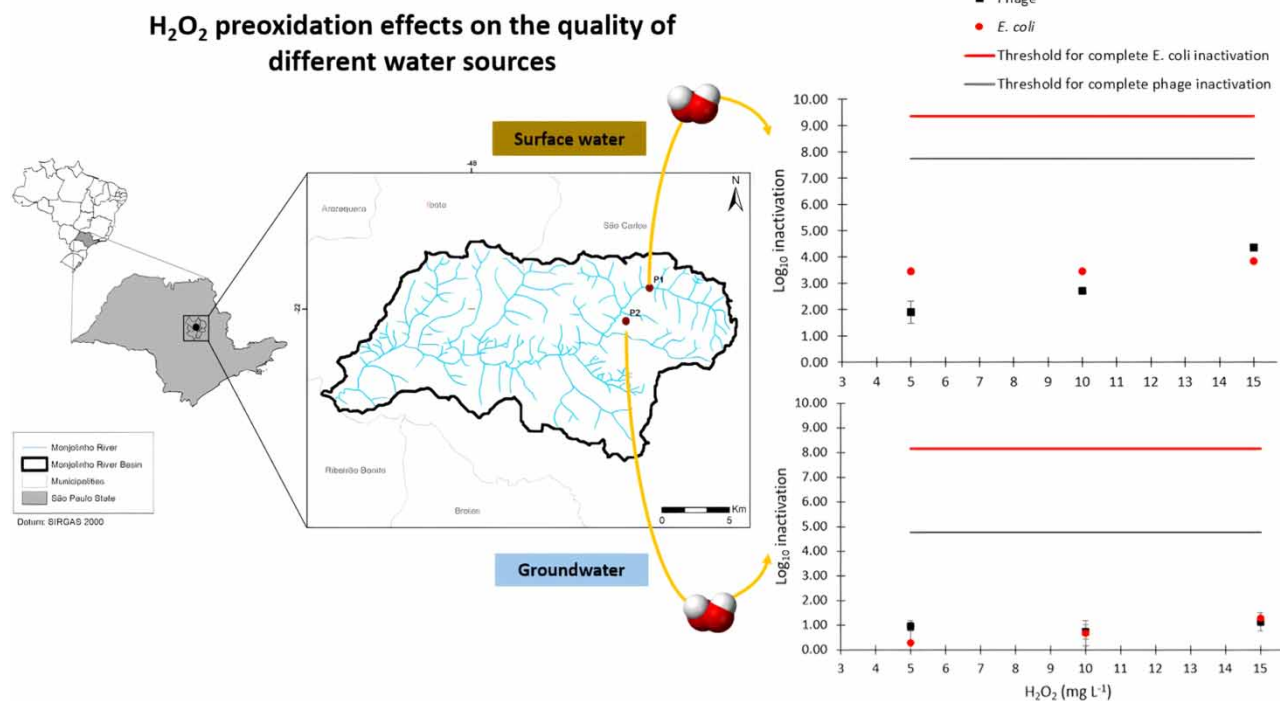 H₂O₂ preoxidation effects on the quality of
different water sources
Phage
E. coli
Threshold for complete E. coli inactivation
Threshold for complete phage inactivation
Surface water
-48
N
Araraquara
Ibaté
São Carlos
-22
P1
P2
Ribeirão Bonito
Brotas
Km
0 5
Monjolinho River
Monjolinho River Basin
Municipalities
São Paulo State
Datum: SIRGAS 2000
Groundwater
Log₁₀ inactivation
10.00
9.00
8.00
7.00
6.00
5.00
4.00
3.00
2.00
1.00
0.00
3 4 5 6 7 8 9 10 11 12 13 14 15
Log₁₀ inactivation
10.00
9.00
8.00
7.00
6.00
5.00
4.00
3.00
2.00
1.00
0.00
3 4 5 6 7 8 9 10 11 12 13 14 15
H₂O₂ (mg L⁻¹)